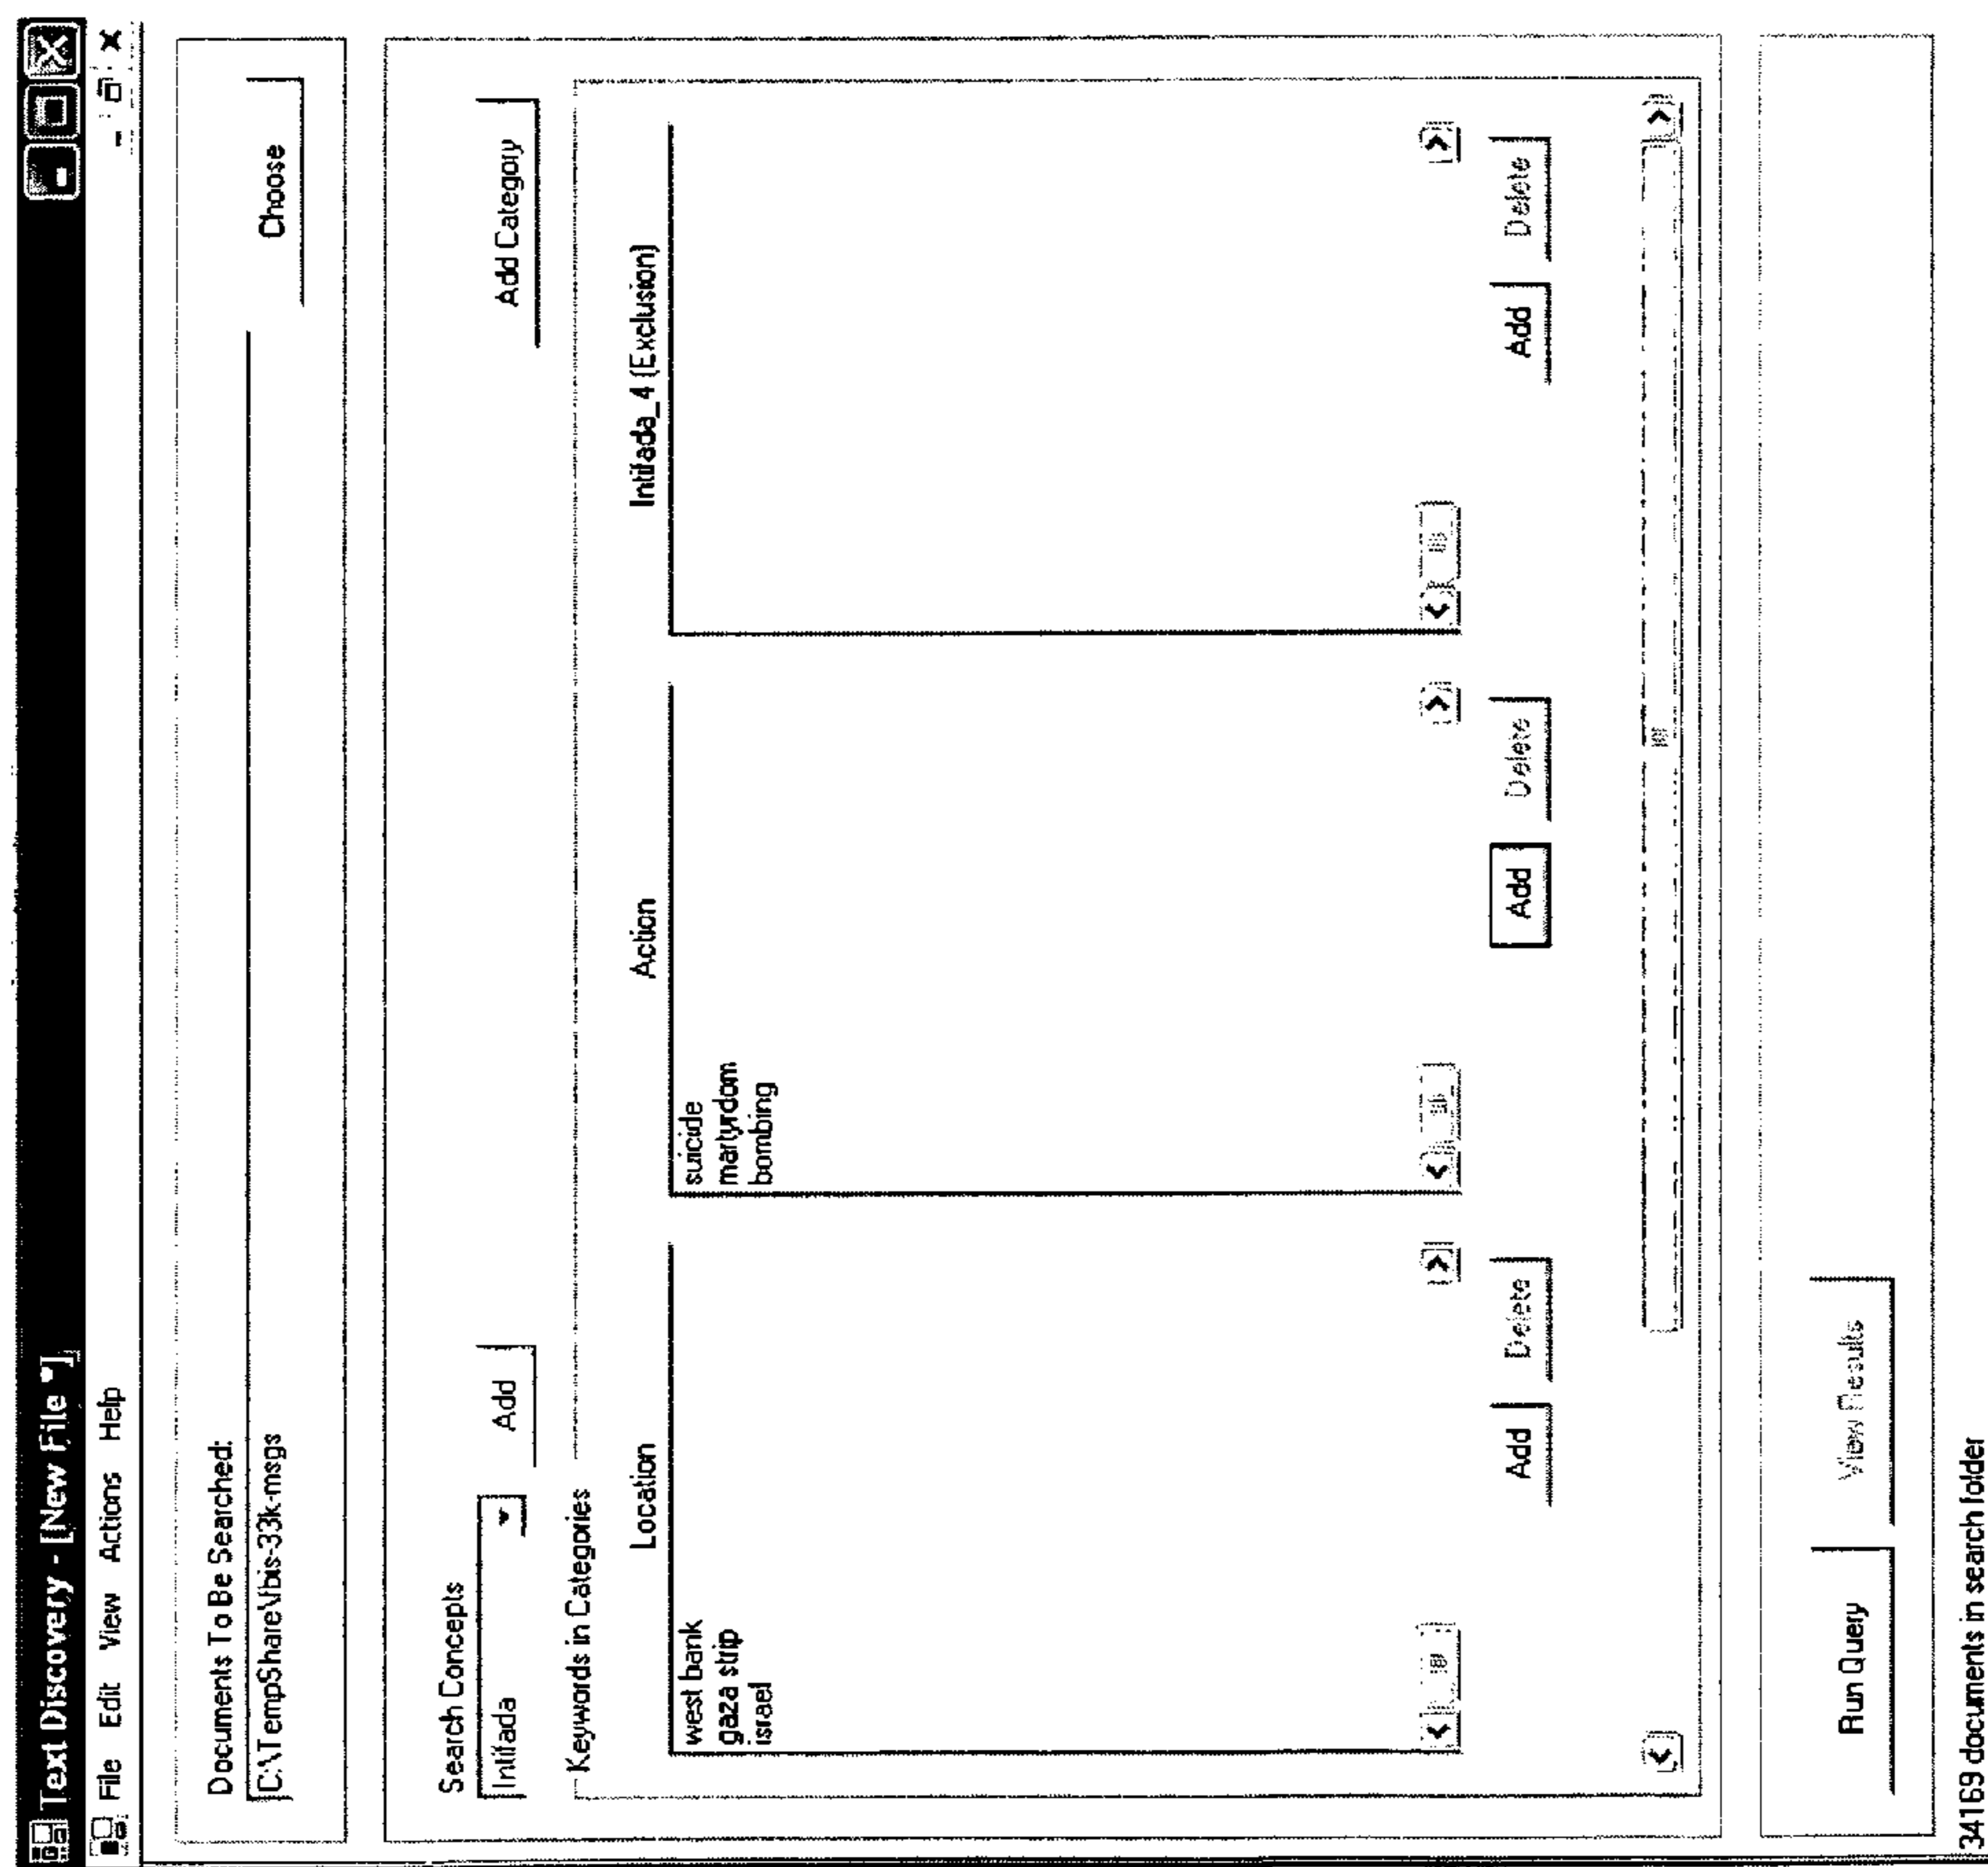 Text Discovery - [New File *]
File Edit View Actions Help
Documents To Be Searched:
C:\TempShare\fbis-33k-msgs
Choose
Search Concepts
Intifada
Add
Add Category
Keywords in Categories
Location
west bank
gaza strip
israel
Add Delete
Action
suicide
martyrdom
bombing
Add Delete
Intifada_4 (Exclusion)
Add Delete
Run Query
View Results
34169 documents in search folder